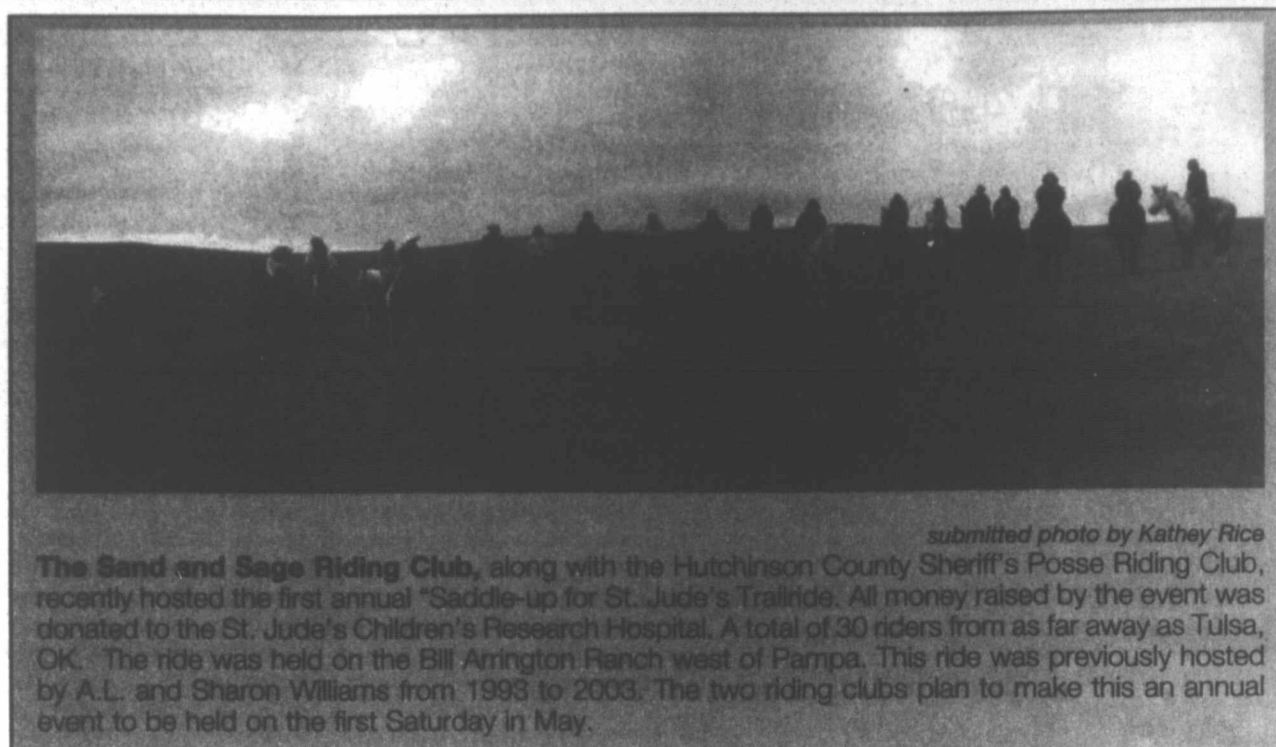 submitted photo by Kathey Rice
The Sand and Sage Riding Club, along with the Hutchinson County Sheriff's Posse Riding Club,
recently hosted the first annual "Saddle-up for St. Jude's Trailride. All money raised by the event was
donated to the St. Jude's Children's Research Hospital. A total of 30 riders from as far away as Tulsa,
OK. The ride was held on the Bill Arrington Ranch west of Pampa. This ride was previously hosted
by A.L. and Sharon Williams from 1993 to 2003. The two riding clubs plan to make this an annual
event to be held on the first Saturday in May.